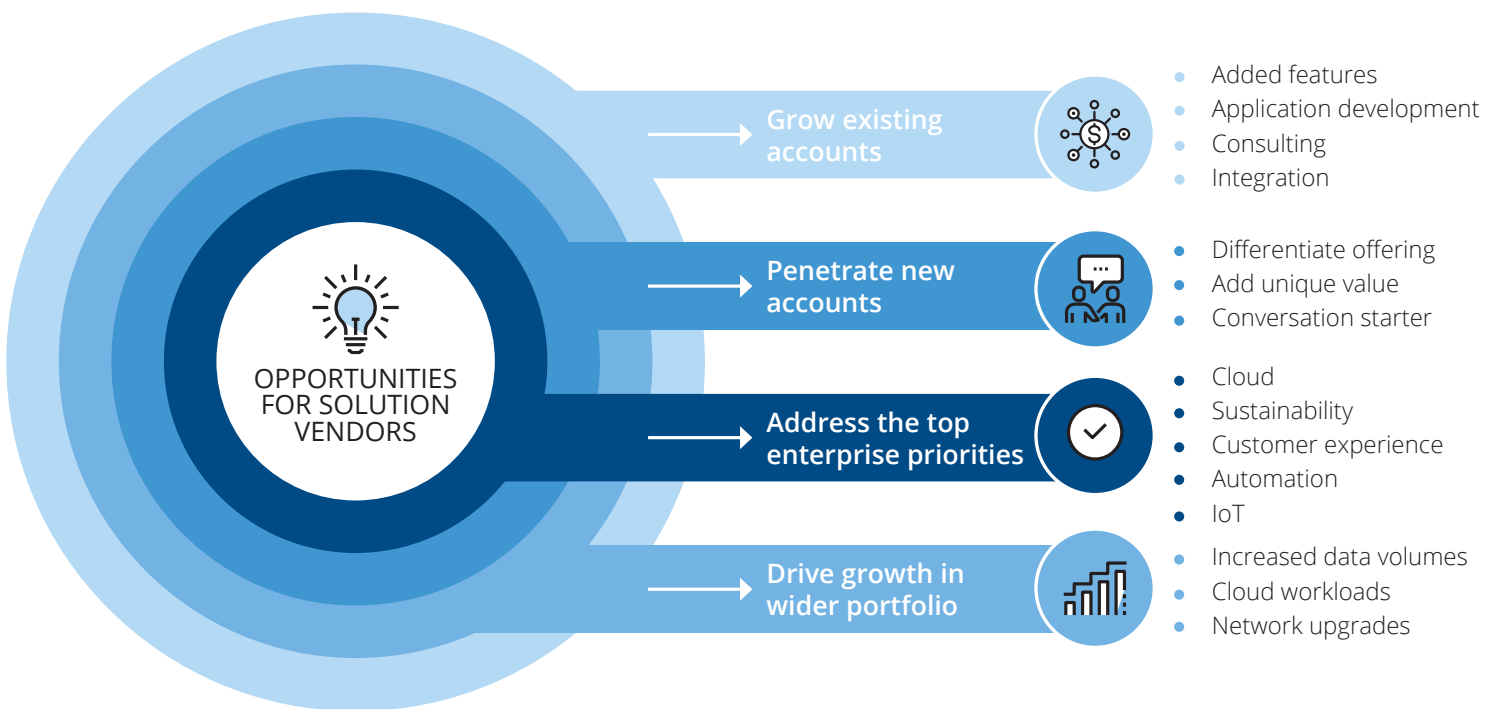 OPPORTUNITIES
FOR SOLUTION
VENDORS
Grow existing
accounts
$
Added features
Application development
Consulting
Integration
Penetrate new
accounts
Differentiate offering
Add unique value
Conversation starter
Address the top
enterprise priorities
Cloud
Sustainability
Customer experience
Automation
IoT
Drive growth in
wider portfolio
Increased data volumes
Cloud workloads
Network upgrades